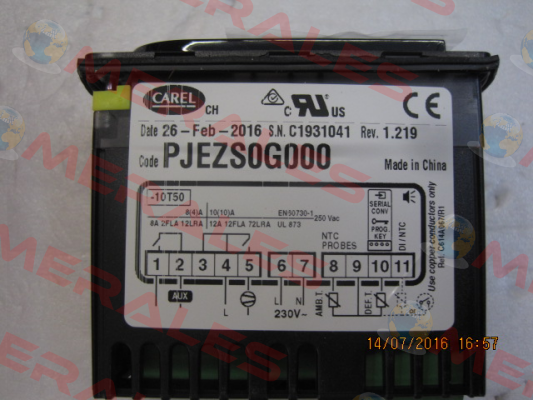 CAREL CH C RU US CE
Date 26-Feb-2016 S.N. C1931041 Rev. 1.219
Code PJEZS0G000 Made in China
-10T50
8(4)A 10(10)A EN60730-1 250 Vac
8A 2FLA 12LRA 12A 12FLA 72LRA UL 873
SERIAL CONV
PROG. KEY
NTC PROBES
DI / NTC
1 2 3 4 5 6 7 8 9 10 11
AUX
L L N
230V~
AMB.T.
DEF.T.
or
Use copper conductors only
MERALES
14/07/2016 16:57